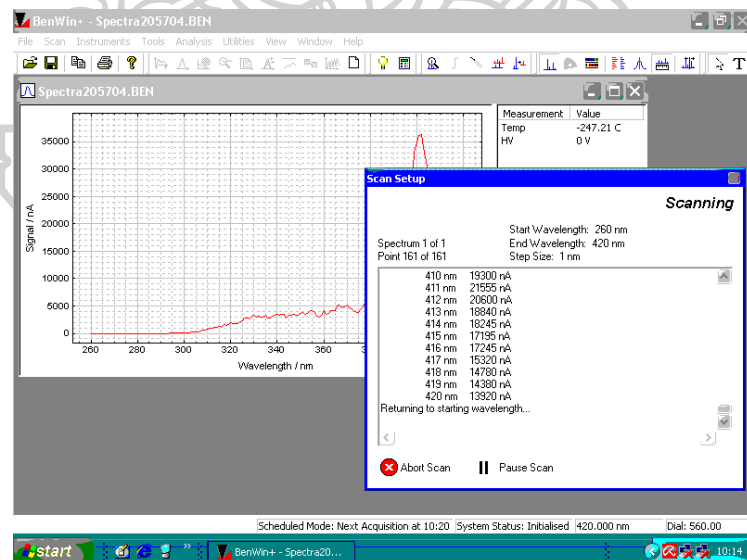 BenWin+ - Spectra205704.BEN
File Scan Instruments Tools Analysis Utilities View Window Help
T
Spectra205704.BEN
Measurement Value
Temp -247.21 C
HV 0 V
Signal / nA
35000
30000
25000
20000
15000
10000
5000
0
260 280 300 320 340 360
Wavelength / nm
Scan Setup
Scanning
Start Wavelength: 260 nm
Spectrum 1 of 1 End Wavelength: 420 nm
Point 161 of 161 Step Size: 1 nm
410 nm 19300 nA
411 nm 21555 nA
412 nm 20600 nA
413 nm 18840 nA
414 nm 18245 nA
415 nm 17195 nA
416 nm 17245 nA
417 nm 15320 nA
418 nm 14780 nA
419 nm 14380 nA
420 nm 13920 nA
Returning to starting wavelength...
Abort Scan Pause Scan
Scheduled Mode: Next Acquisition at 10:20 System Status: Initialised 420.000 nm Dial: 560.00
start BenWin+ - Spectra20... 10:14